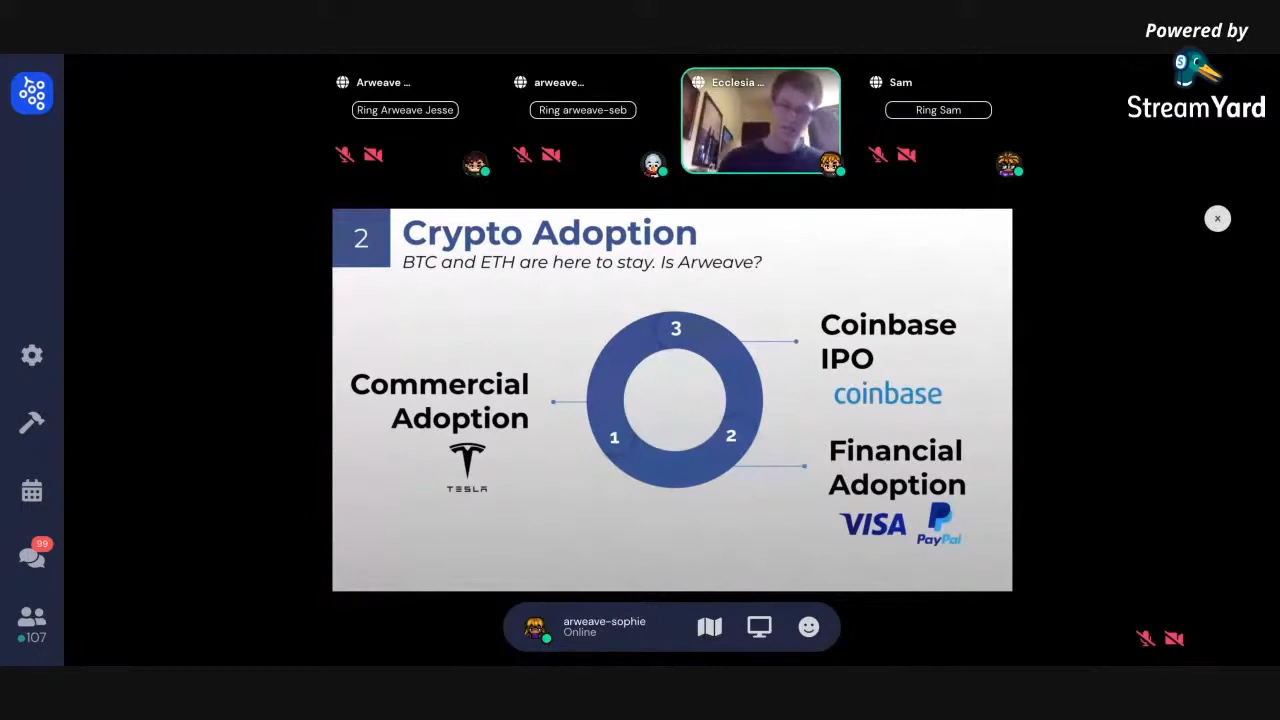 Powered by
StreamYard
Arweave ...
Ring Arweave Jesse
arweave...
Ring arweave-seb
Ecclesia ...
Sam
Ring Sam
2
Crypto Adoption
BTC and ETH are here to stay. Is Arweave?
Commercial
Adoption
TESLA
3
1
2
Coinbase
IPO
coinbase
Financial
Adoption
VISA
PayPal
99
107
arweave-sophie
Online